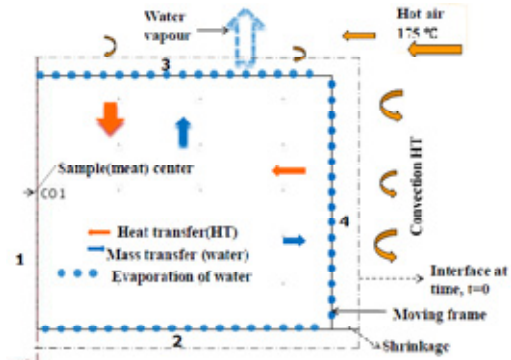 Water
vapour
Hot air
175 ℃
3
Sample(meat) center
CO1
Convection HT
4
Heat transfer(HT)
Mass transfer (water)
Evaporation of water
1
Interface at
time, t=0
Moving frame
2
Shrinkage